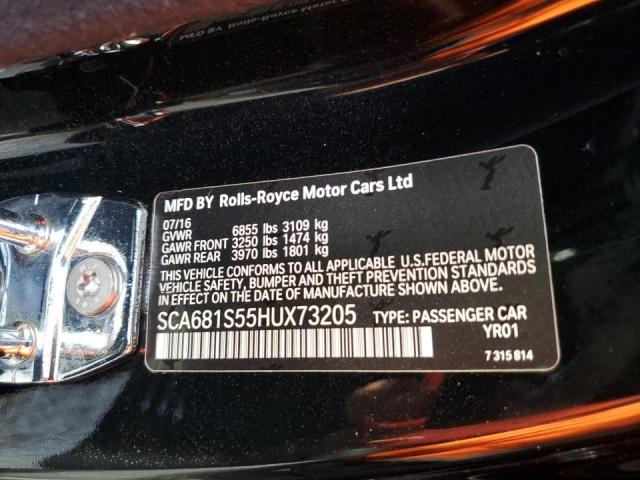 MFD BY Rolls-Royce Motor Cars Ltd
07/16
GVWR 6855 lbs 3109 kg
GAWR FRONT 3250 lbs 1474 kg
GAWR REAR 3970 lbs 1801 kg
THIS VEHICLE CONFORMS TO ALL APPLICABLE U.S.FEDERAL MOTOR
VEHICLE SAFETY, BUMPER AND THEFT PREVENTION STANDARDS
IN EFFECT ON THE DATE OF MANUFACTURE SHOWN ABOVE.
SCA681S55HUX73205 TYPE: PASSENGER CAR
YR01
7 315 814